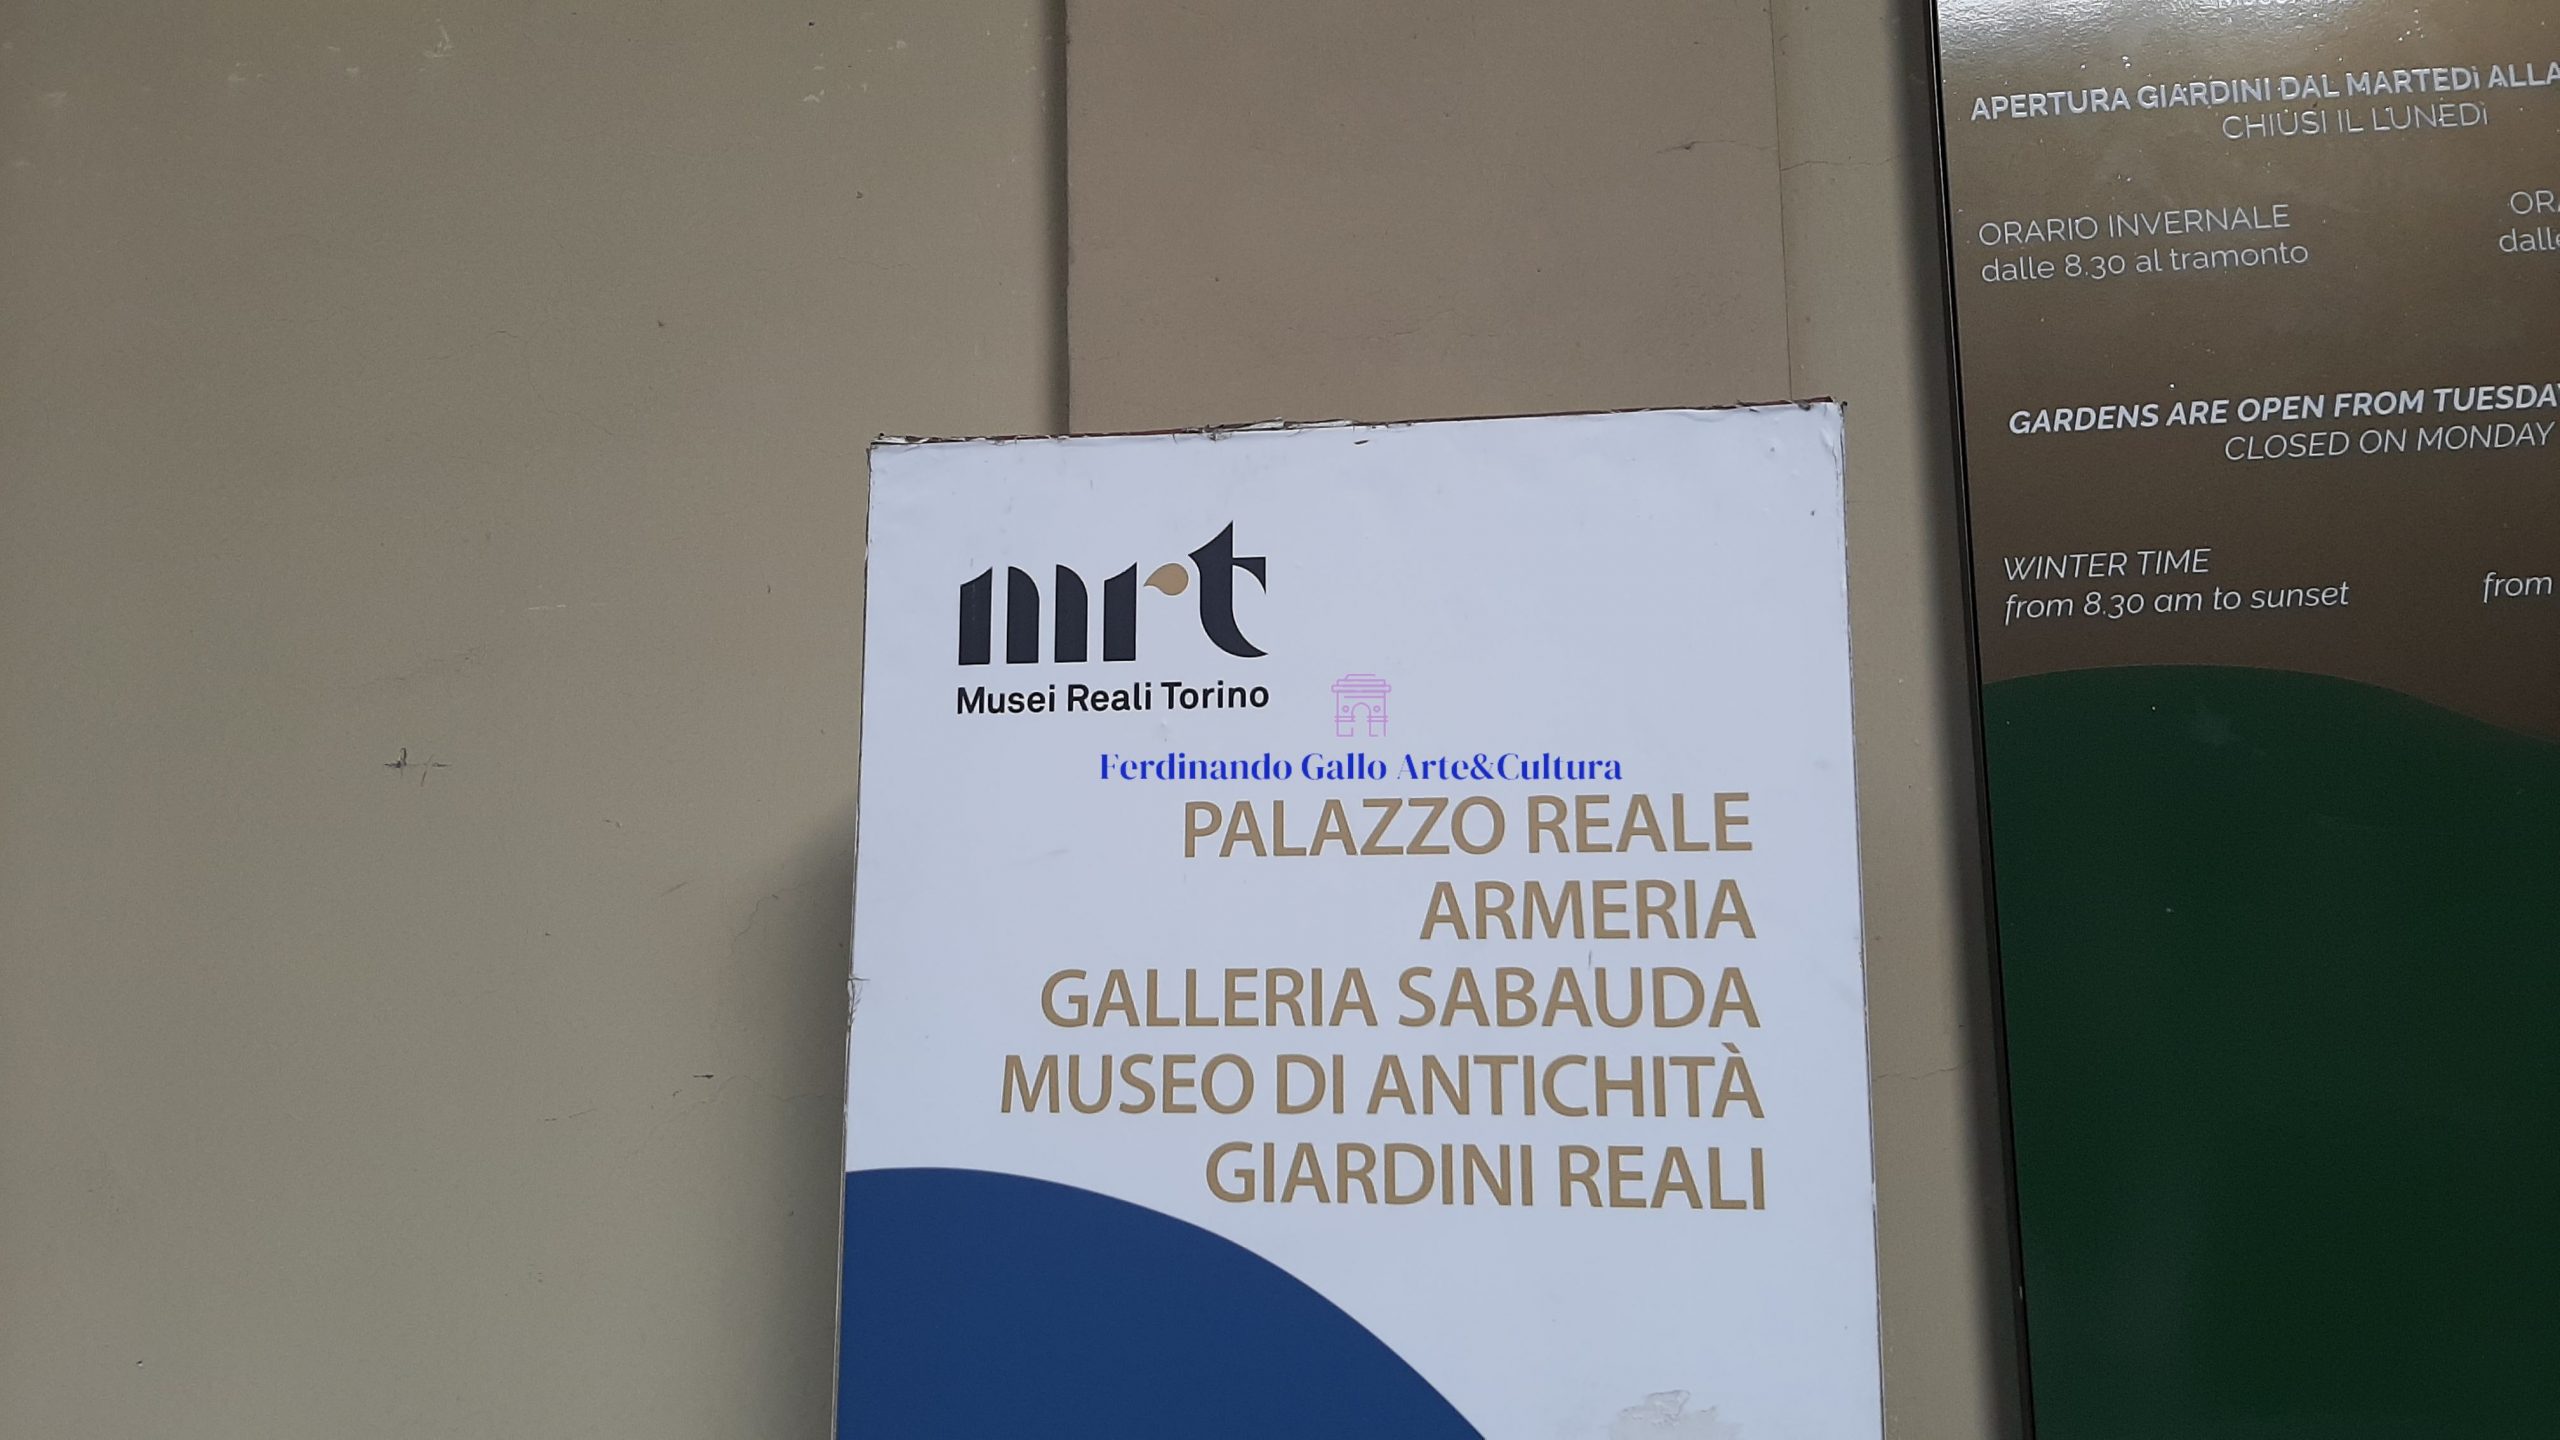 mrt
Musei Reali Torino
Ferdinando Gallo Arte&Cultura
PALAZZO REALE
ARMERIA
GALLERIA SABAUDA
MUSEO DI ANTICHITÀ
GIARDINI REALI
APERTURA GIARDINI DAL MARTEDÌ ALLA
CHIUSI IL LUNEDÌ
ORARIO INVERNALE
dalle 8.30 al tramonto
GARDENS ARE OPEN FROM TUESDAY
CLOSED ON MONDAY
WINTER TIME
from 8.30 am to sunset
from